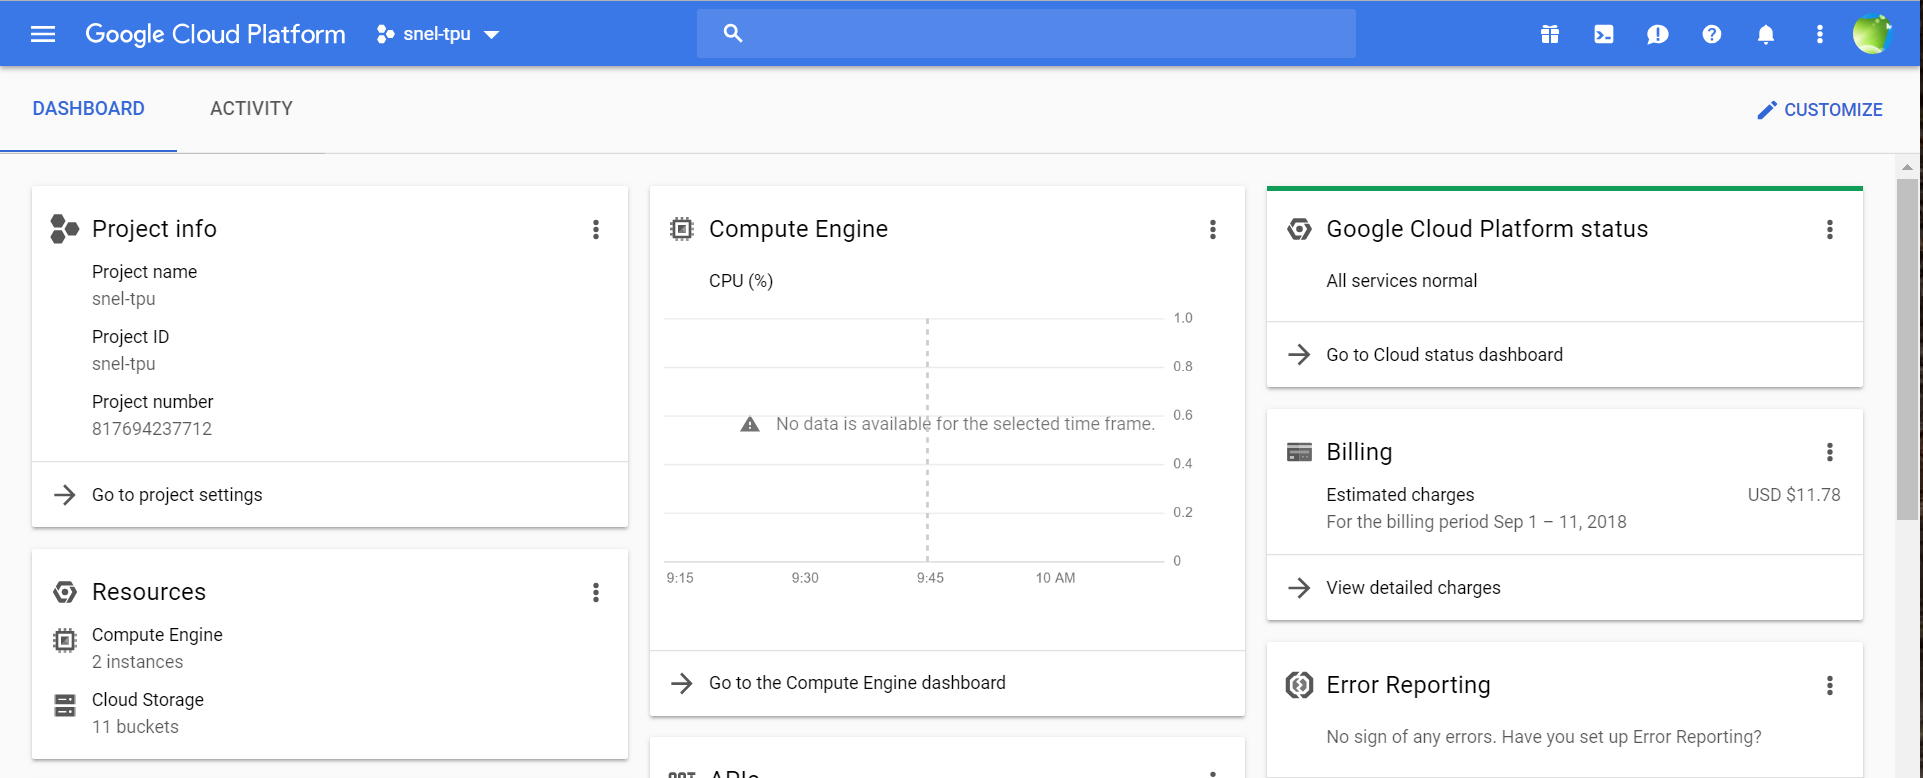 Google Cloud Platform
snel-tpu
DASHBOARD
ACTIVITY
CUSTOMIZE
Project info
Project name
snel-tpu
Project ID
snel-tpu
Project number
817694237712
Go to project settings
Resources
Compute Engine
2 instances
Cloud Storage
11 buckets
Compute Engine
CPU (%)
1.0
0.8
0.6
No data is available for the selected time frame.
0.4
0.2
0
9:15 9:30 9:45 10 AM
Go to the Compute Engine dashboard
APIs
Google Cloud Platform status
All services normal
Go to Cloud status dashboard
Billing
Estimated charges USD $11.78
For the billing period Sep 1 – 11, 2018
View detailed charges
Error Reporting
No sign of any errors. Have you set up Error Reporting?